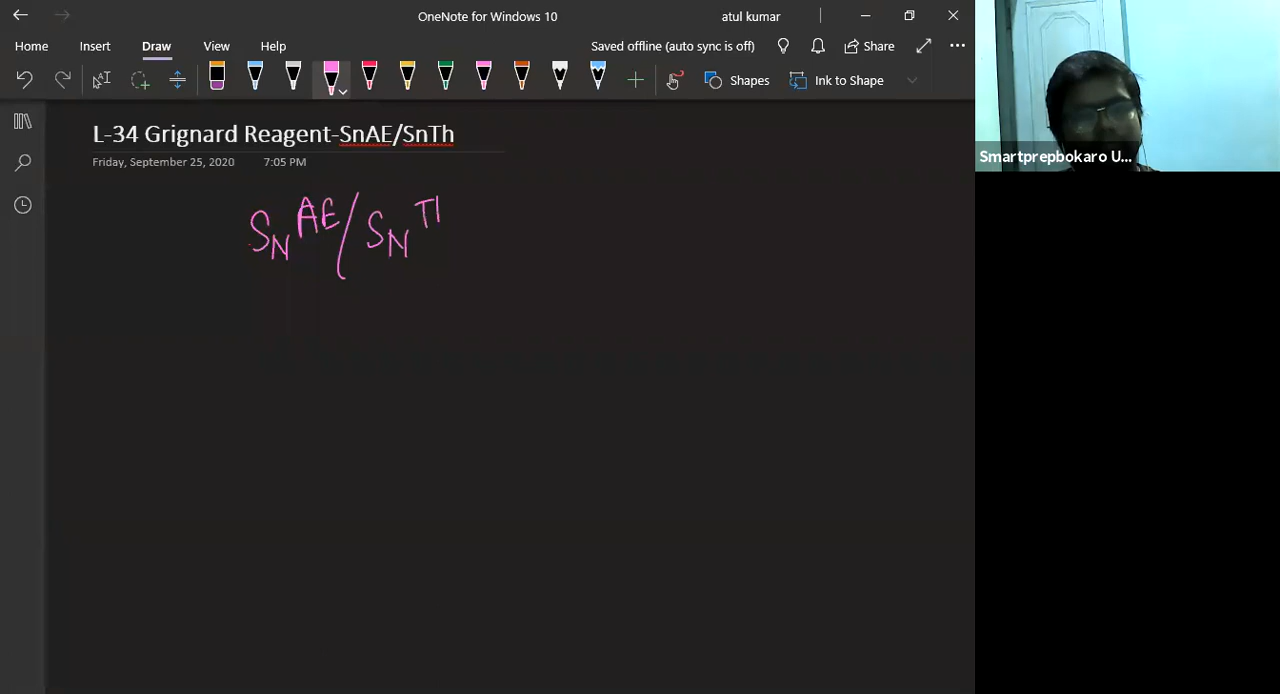 OneNote for Windows 10
atul kumar
Home Insert Draw View Help
Saved offline (auto sync is off)
Share
Shapes
Ink to Shape
L-34 Grignard Reagent-SnAE/SnTh
Friday, September 25, 2020 7:05 PM
SN AE/SN TI
Smartprepbokaro U...